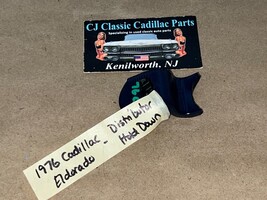 CJ Classic Cadillac Parts
Specializing in used classic auto parts
Kenilworth, NJ
1976 Cadillac - Distributor
Eldorado Hold Down